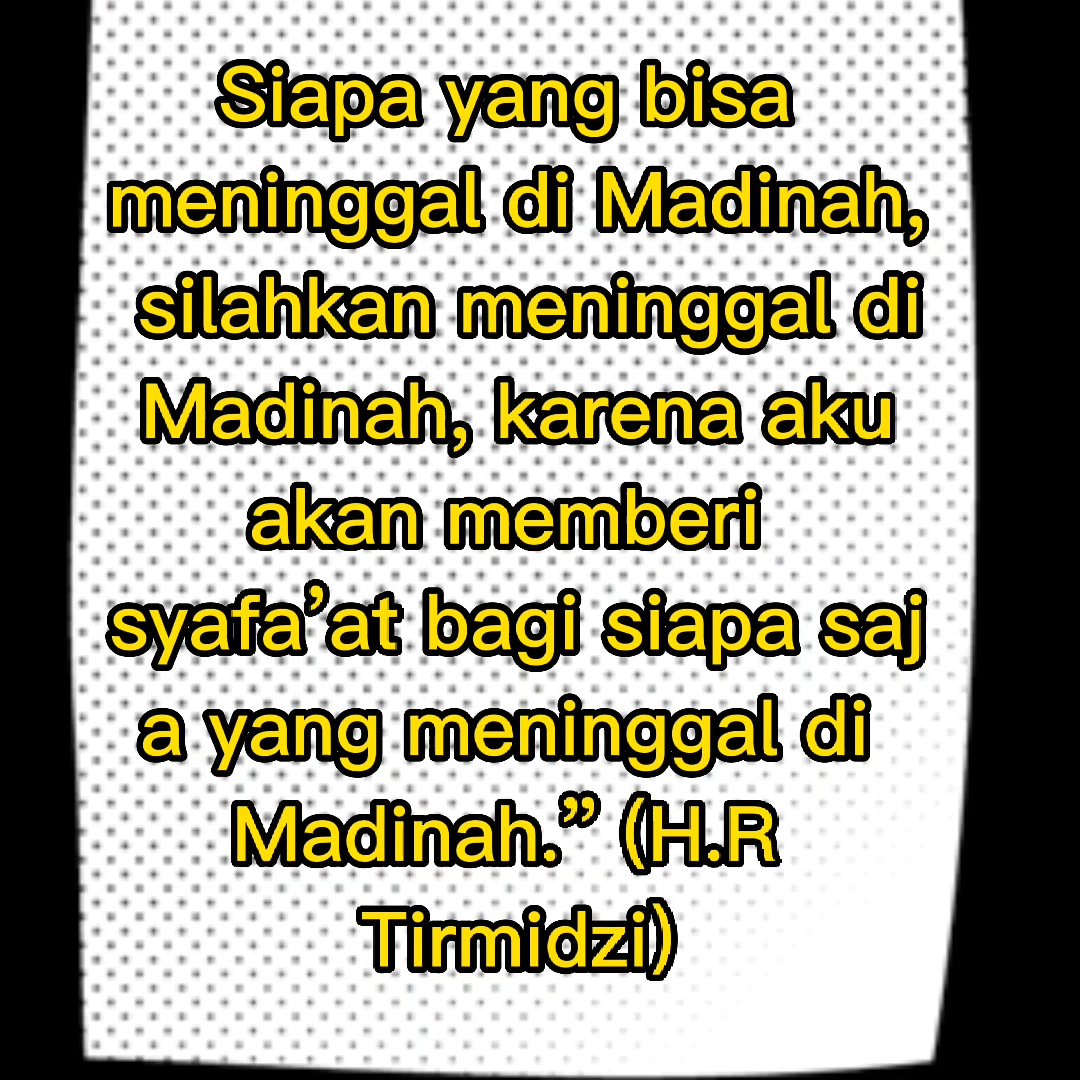 Siapa yang bisa
meninggal di Madinah,
silahkan meninggal di
Madinah, karena aku
akan memberi
syafa’at bagi siapa saj
a yang meninggal di
Madinah.” (H.R
Tirmidzi)